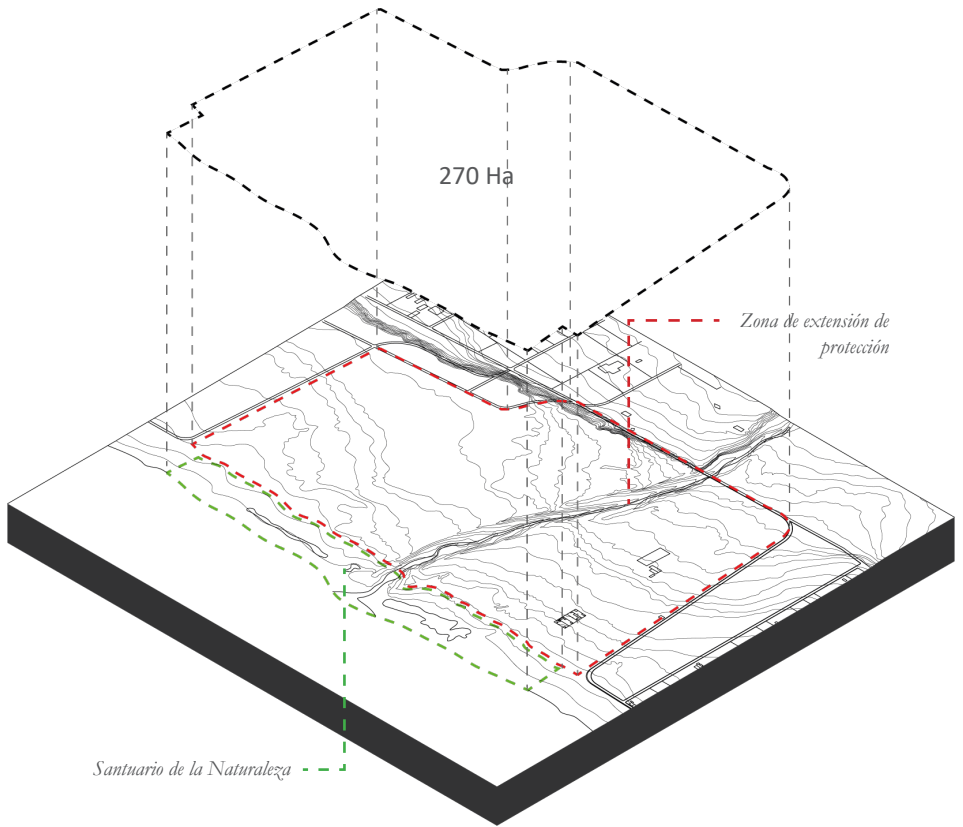 270 Ha
Zona de extensión de
protección
Santuario de la Naturaleza